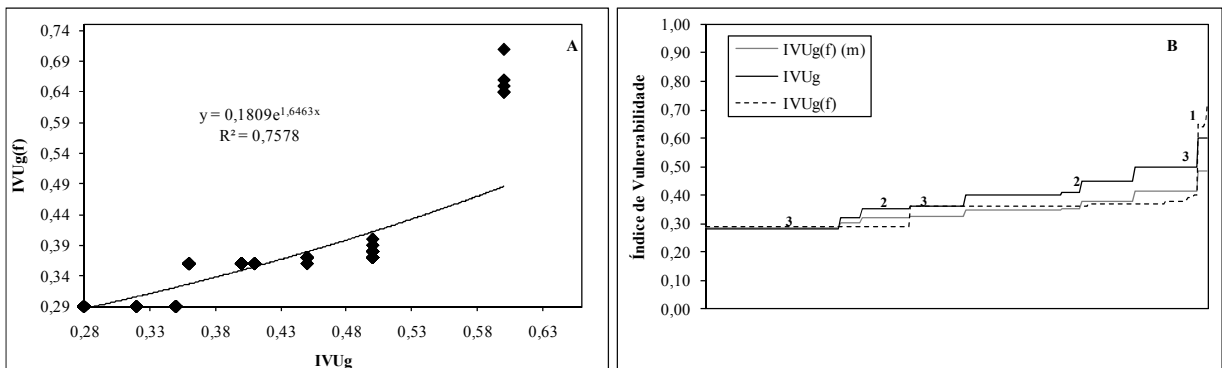 A
0,74
0,69
0,64
0,59
0,54
0,49
0,44
0,39
0,34
0,29
IVUg(f)
y = 0,1809e^1,6463x
R² = 0,7578
0,28 0,33 0,38 0,43 0,48 0,53 0,58 0,63
IVUg
B
1,00
0,90
0,80
0,70
0,60
0,50
0,40
0,30
0,20
0,10
0,00
Índice de Vulnerabilidade
IVUg(f) (m)
IVUg
IVUg(f)
3
2
3
2
3
1